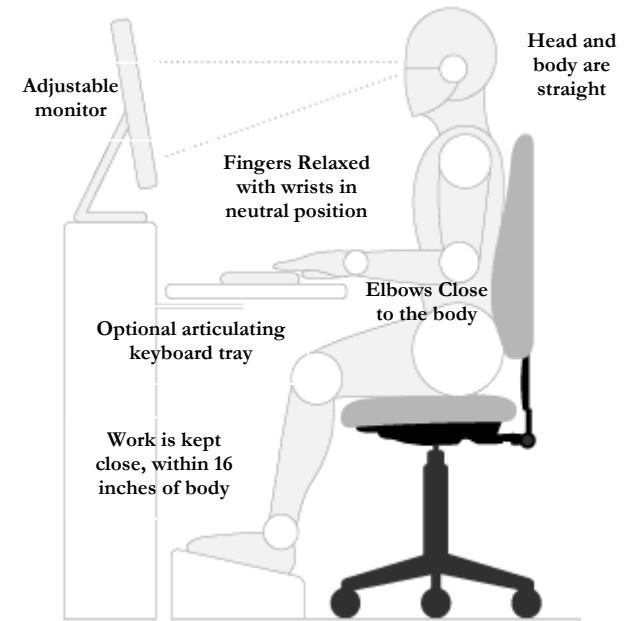 Head and
body are
straight
Adjustable
monitor
Fingers Relaxed
with wrists in
neutral position
Elbows Close
to the body
Optional articulating
keyboard tray
Work is kept
close, within 16
inches of body